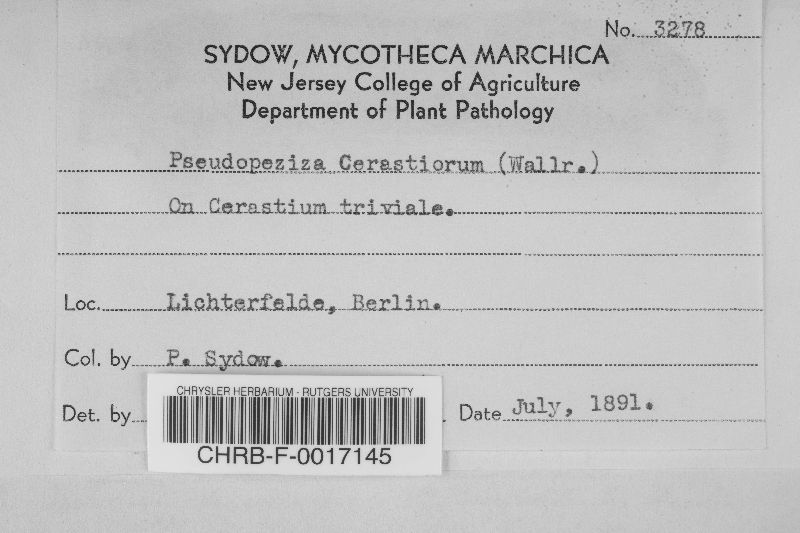 No. 3278
SYDOW, MYCOTHECA MARCHICA
New Jersey College of Agriculture
Department of Plant Pathology
Pseudopeziza Cerastiorum (Wallr.)
On Cerastium triviale.
Loc. Lichterfelde, Berlin.
Col. by P. Sydow.
Det. by
Date July, 1891.
CHRYSLER HERBARIUM - RUTGERS UNIVERSITY
CHRB-F-0017145